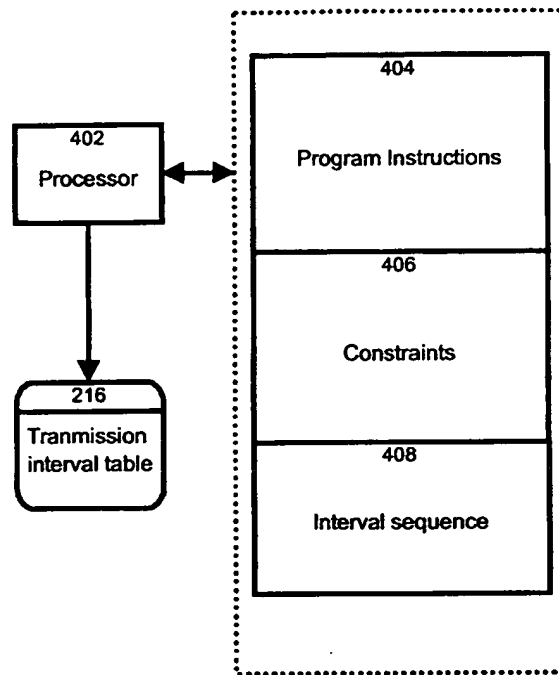 402
Processor
216
Tranmission
interval table
404
Program Instructions
406
Constraints
408
Interval sequence